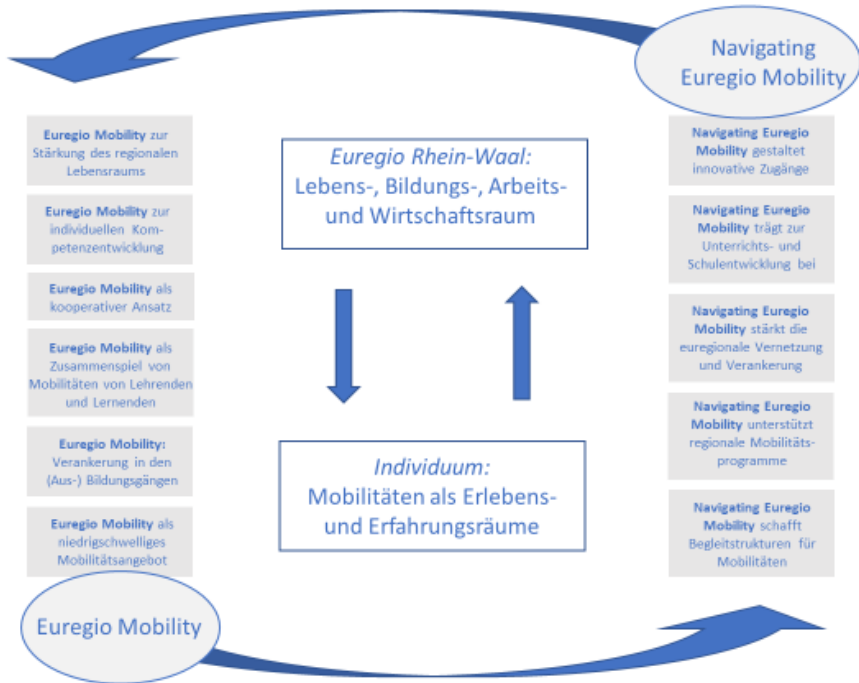 Navigating
Euregio Mobility
Euregio Mobility zur
Stärkung des regionalen
Lebensraums
Euregio Mobility zur
individuellen Kom-
petenzentwicklung
Euregio Mobility als
kooperativer Ansatz
Euregio Mobility als
Zusammenspiel von
Mobilitäten von Lehrenden
und Lernenden
Euregio Mobility:
Verankerung in den
(Aus-) Bildungsgängen
Euregio Mobility als
niedrigschwelliges
Mobilitätsangebot
Euregio Mobility
Euregio Rhein-Waal:
Lebens-, Bildungs-, Arbeits-
und Wirtschaftsraum
Individuum:
Mobilitäten als Erlebens-
und Erfahrungsräume
Navigating Euregio
Mobility gestaltet
innovative Zugänge
Navigating Euregio
Mobility trägt zur
Unterrichts- und
Schulentwicklung bei
Navigating Euregio
Mobility stärkt die
euregionale Vernetzung
und Verankerung
Navigating Euregio
Mobility unterstützt
regionale Mobilitäts-
programme
Navigating Euregio
Mobility schafft
Begleitstrukturen für
Mobilitäten